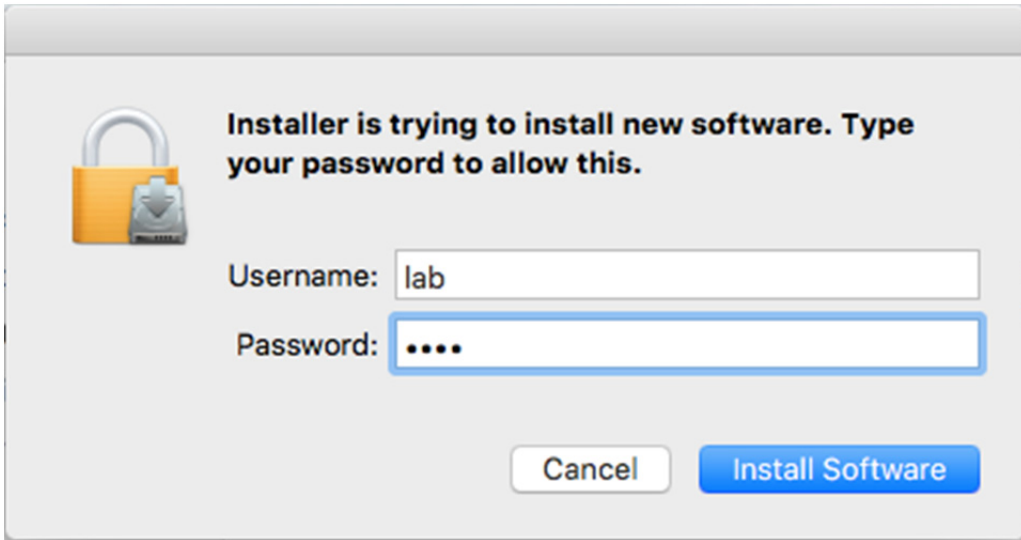 Installer is trying to install new software. Type
your password to allow this.
Username: lab
Password: ••••
Cancel Install Software